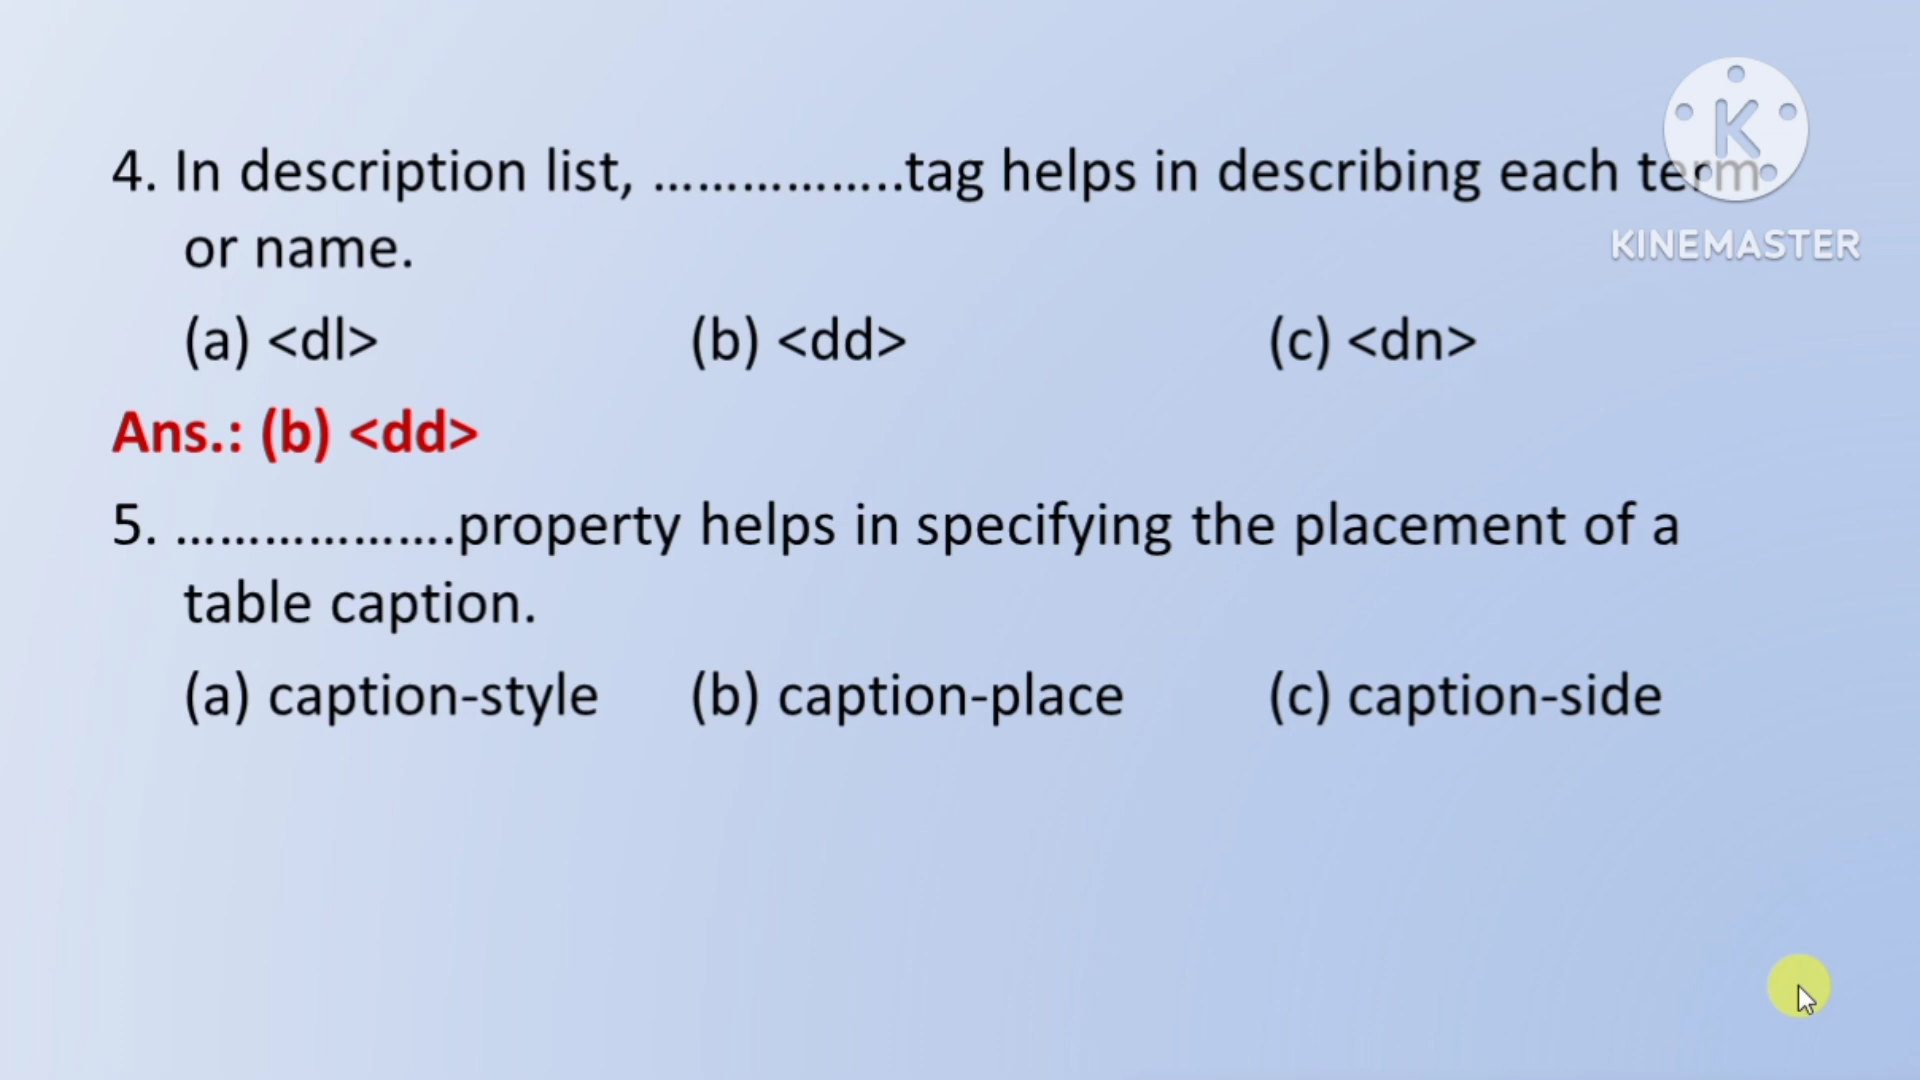 4. In description list, ……………..tag helps in describing each term
or name.
(a) <dl> (b) <dd> (c) <dn>
Ans.: (b) <dd>
5. ……………….property helps in specifying the placement of a
table caption.
(a) caption-style (b) caption-place (c) caption-side
K
KINEMASTER